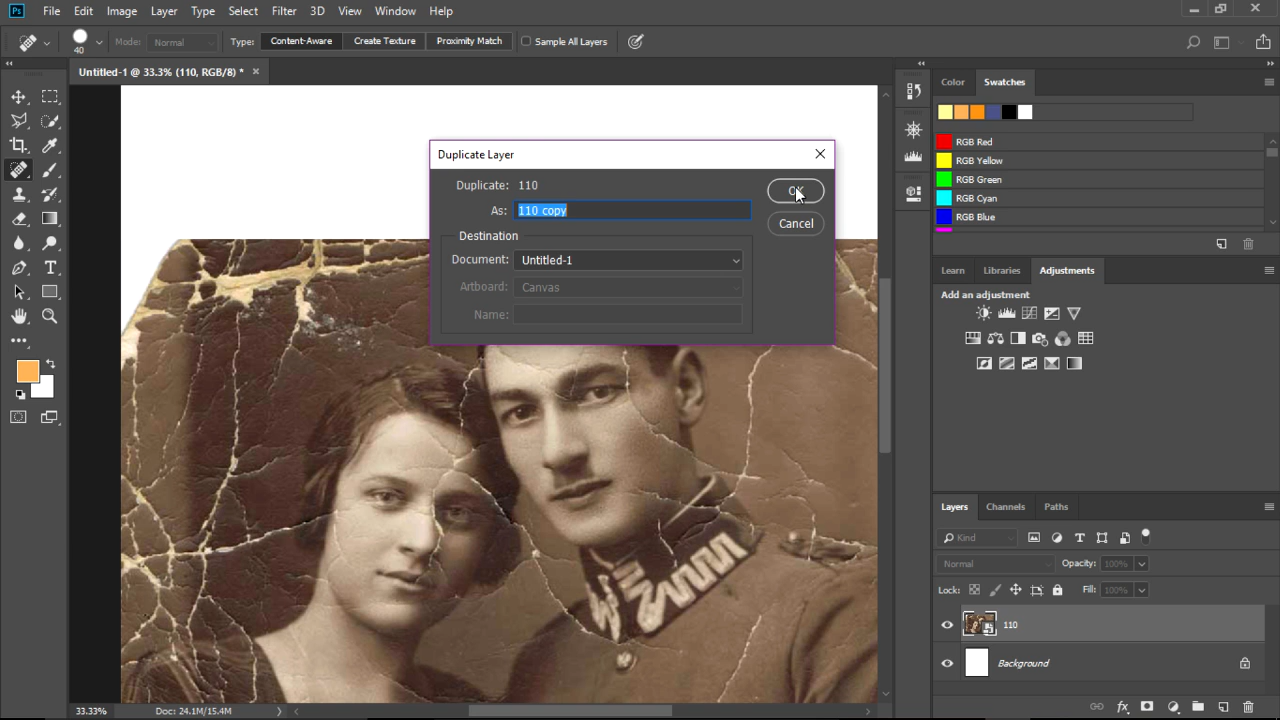 Ps File Edit Image Layer Type Select Filter 3D View Window Help
40 Mode: Normal Type: Content-Aware Create Texture Proximity Match Sample All Layers
Untitled-1 @ 33.3% (110, RGB/8) *
Color Swatches
RGB Red
RGB Yellow
RGB Green
RGB Cyan
RGB Blue
Duplicate Layer
Duplicate: 110
As: 110 copy
OK
Cancel
Destination
Document: Untitled-1
Artboard: Canvas
Name:
Learn Libraries Adjustments
Add an adjustment
Layers Channels Paths
Kind
Normal Opacity: 100%
Lock: Fill: 100%
110
Background
33.33% Doc: 24.1M/15.4M